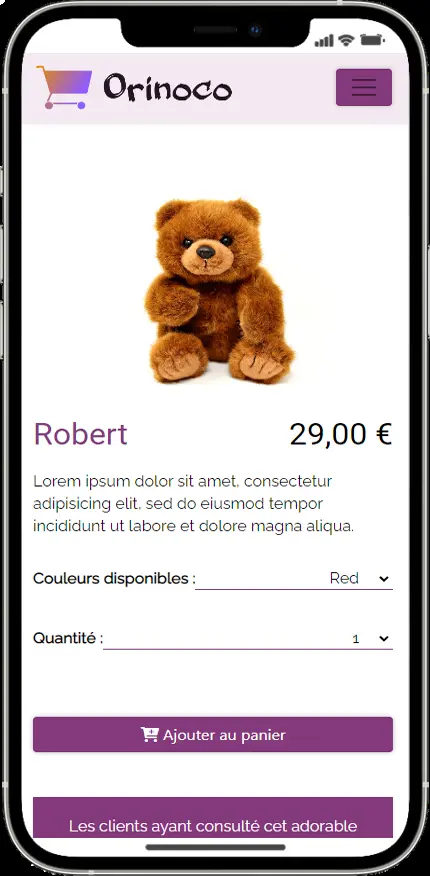 Orinoco
Robert
29,00 €
Lorem ipsum dolor sit amet, consectetur
adipisicing elit, sed do eiusmod tempor
incididunt ut labore et dolore magna aliqua.
Couleurs disponibles : Red
Quantité : 1
Ajouter au panier
Les clients ayant consulté cet adorable